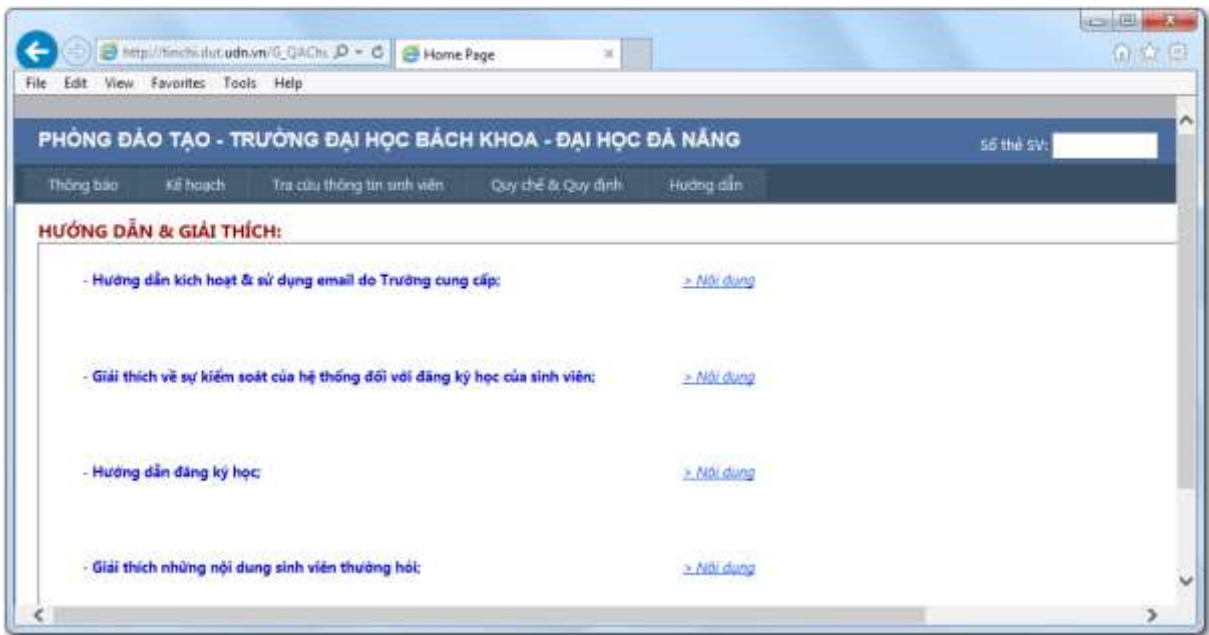 http://tinchi.dut.udn.vn/G_QAChi
Home Page
File Edit View Favorites Tools Help
PHÒNG ĐÀO TẠO - TRƯỜNG ĐẠI HỌC BÁCH KHOA - ĐẠI HỌC ĐÀ NẴNG
Số thẻ SV:
Thông báo Kế hoạch Tra cứu thông tin sinh viên Quy chế & Quy định Hướng dẫn
HƯỚNG DẪN & GIẢI THÍCH:
- Hướng dẫn kích hoạt & sử dụng email do Trường cung cấp; > Nội dung
- Giải thích về sự kiểm soát của hệ thống đối với đăng ký học của sinh viên; > Nội dung
- Hướng dẫn đăng ký học; > Nội dung
- Giải thích những nội dung sinh viên thường hỏi; > Nội dung